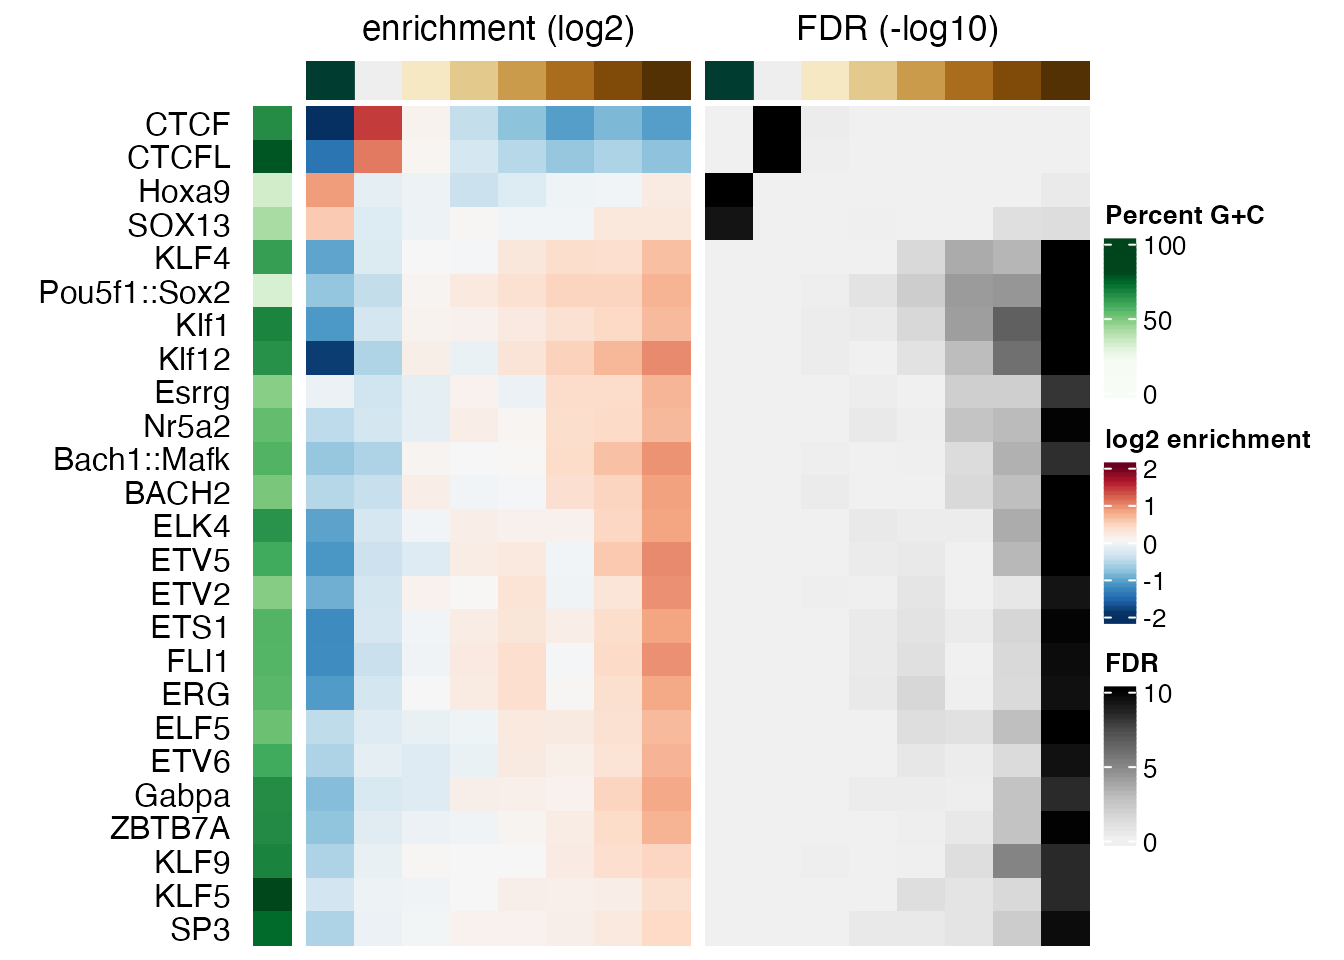 enrichment (log2)
FDR (-log10)
CTCF
CTCFL
Hoxa9
SOX13
KLF4
Pou5f1::Sox2
Klf1
Klf12
Esrrg
Nr5a2
Bach1::Mafk
BACH2
ELK4
ETV5
ETV2
ETS1
FLI1
ERG
ELF5
ETV6
Gabpa
ZBTB7A
KLF9
KLF5
SP3
Percent G+C
100
50
0
log2 enrichment
2
1
0
-1
-2
FDR
10
5
0